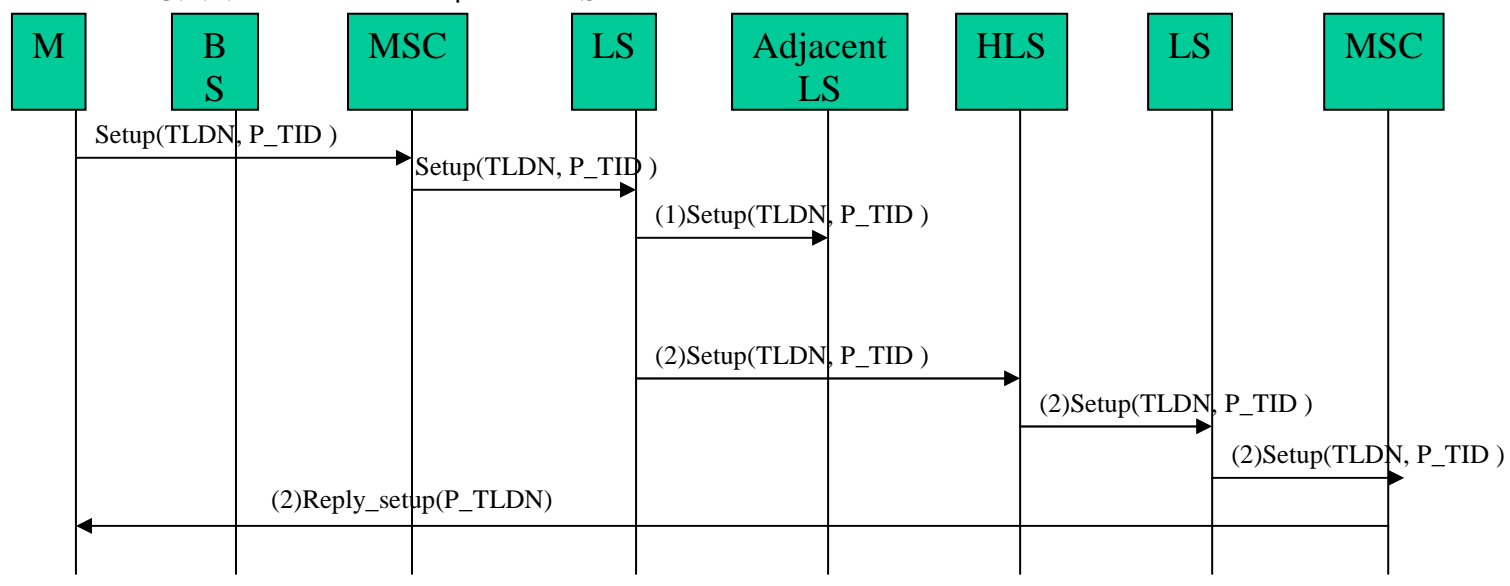 M
B
S
MSC
LS
Adjacent
LS
HLS
LS
MSC
Setup(TLDN, P_TID )
Setup(TLDN, P_TID )
(1)Setup(TLDN, P_TID )
(2)Setup(TLDN, P_TID )
(2)Setup(TLDN, P_TID )
(2)Setup(TLDN, P_TID )
(2)Reply_setup(P_TLDN)